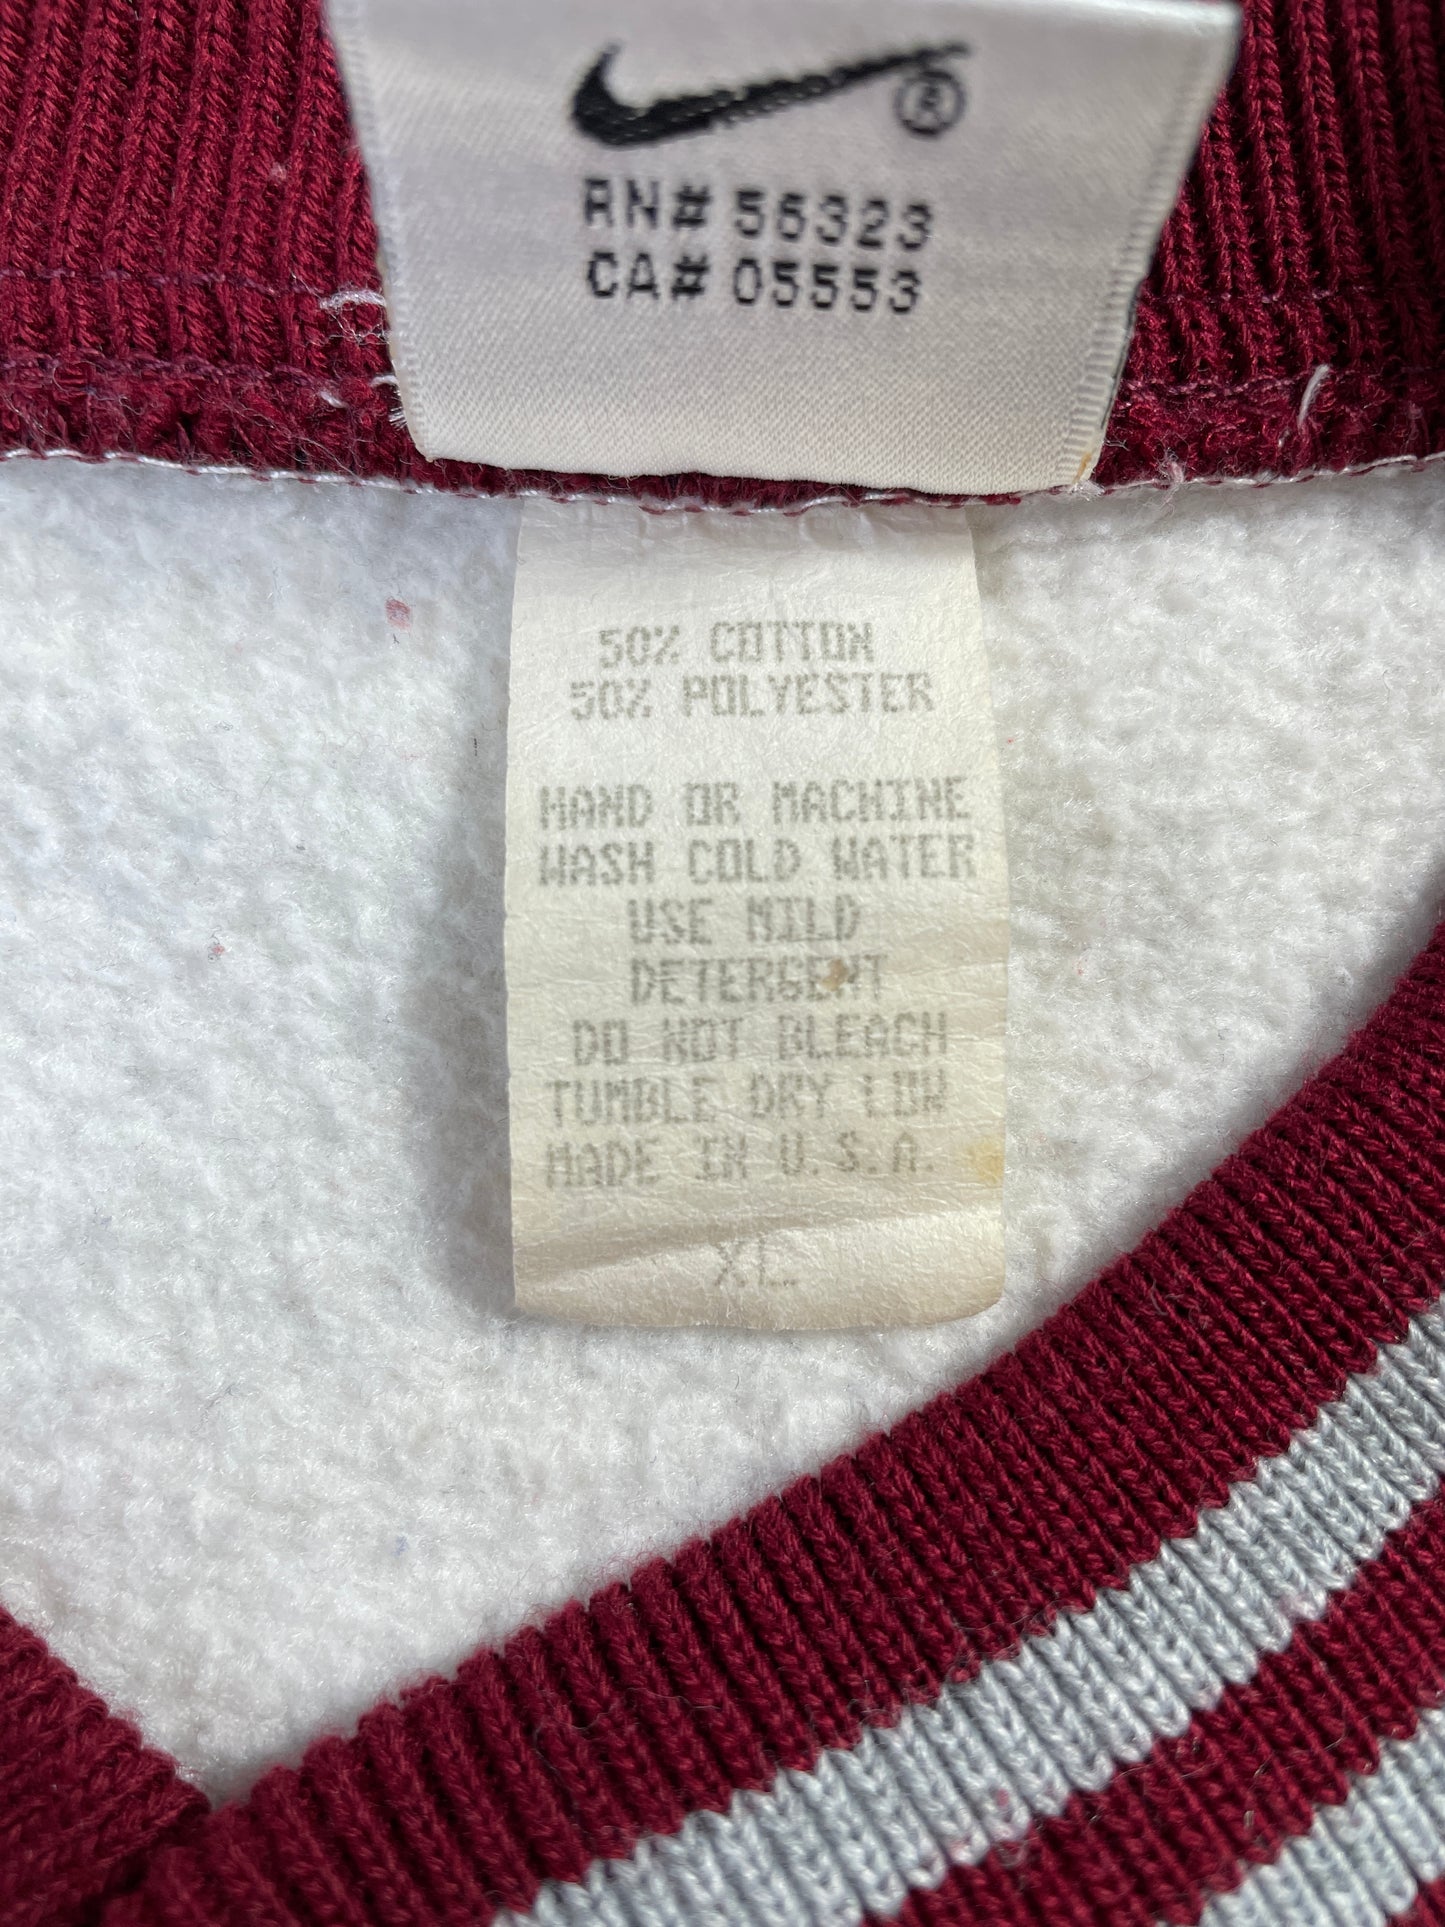 ®
RN# 56323
CA# 05553
50% COTTON
50% POLYESTER
HAND OR MACHINE
WASH COLD WATER
USE MILD
DETERGENT
DO NOT BLEACH
TUMBLE DRY LOW
MADE IN U.S.A.
XL